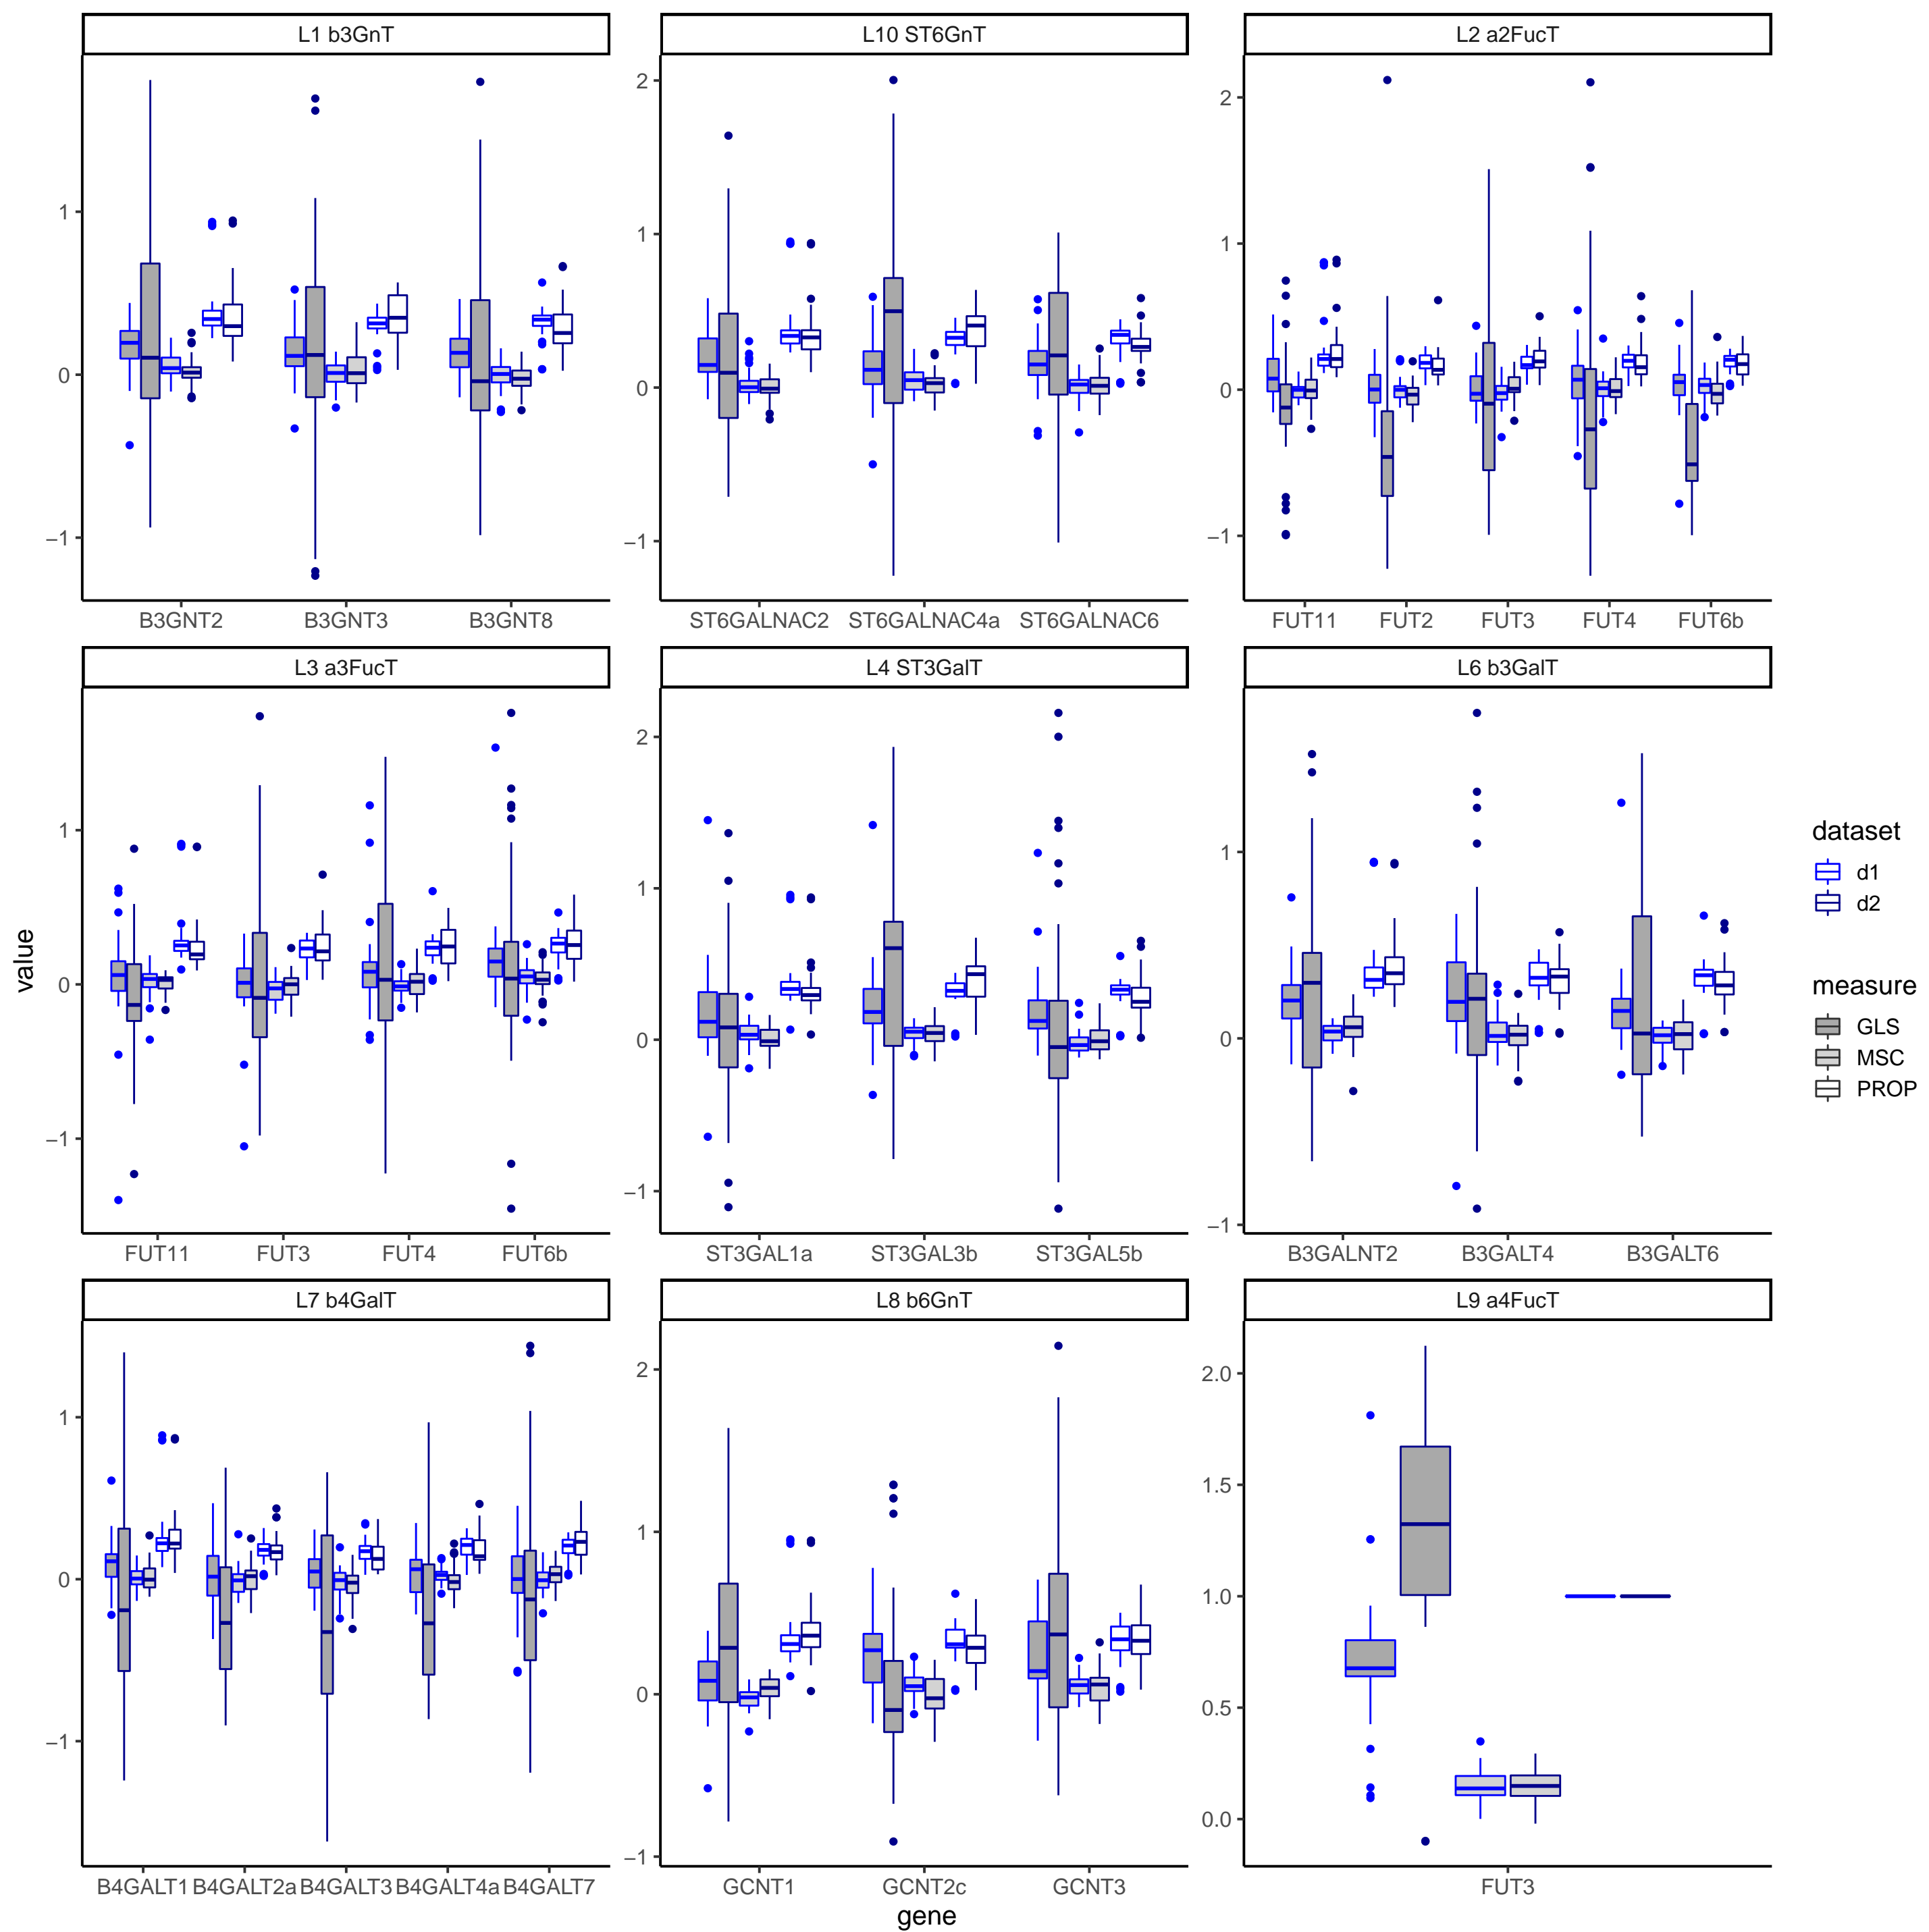 L1 b3GnT
L10 ST6GnT
L2 a2FucT
1
0
−1
2
1
0
−1
2
1
0
−1
B3GNT2 B3GNT3 B3GNT8
ST6GALNAC2 ST6GALNAC4a ST6GALNAC6
FUT11 FUT2 FUT3 FUT4 FUT6b
L3 a3FucT
L4 ST3GalT
L6 b3GalT
1
0
−1
2
1
0
−1
1
0
−1
FUT11 FUT3 FUT4 FUT6b
ST3GAL1a ST3GAL3b ST3GAL5b
B3GALNT2 B3GALT4 B3GALT6
L7 b4GalT
L8 b6GnT
L9 a4FucT
1
0
−1
2
1
0
−1
2.0
1.5
1.0
0.5
0.0
B4GALT1 B4GALT2a B4GALT3 B4GALT4a B4GALT7
GCNT1 GCNT2c GCNT3
FUT3
value
gene
dataset
d1
d2
measure
GLS
MSC
PROP